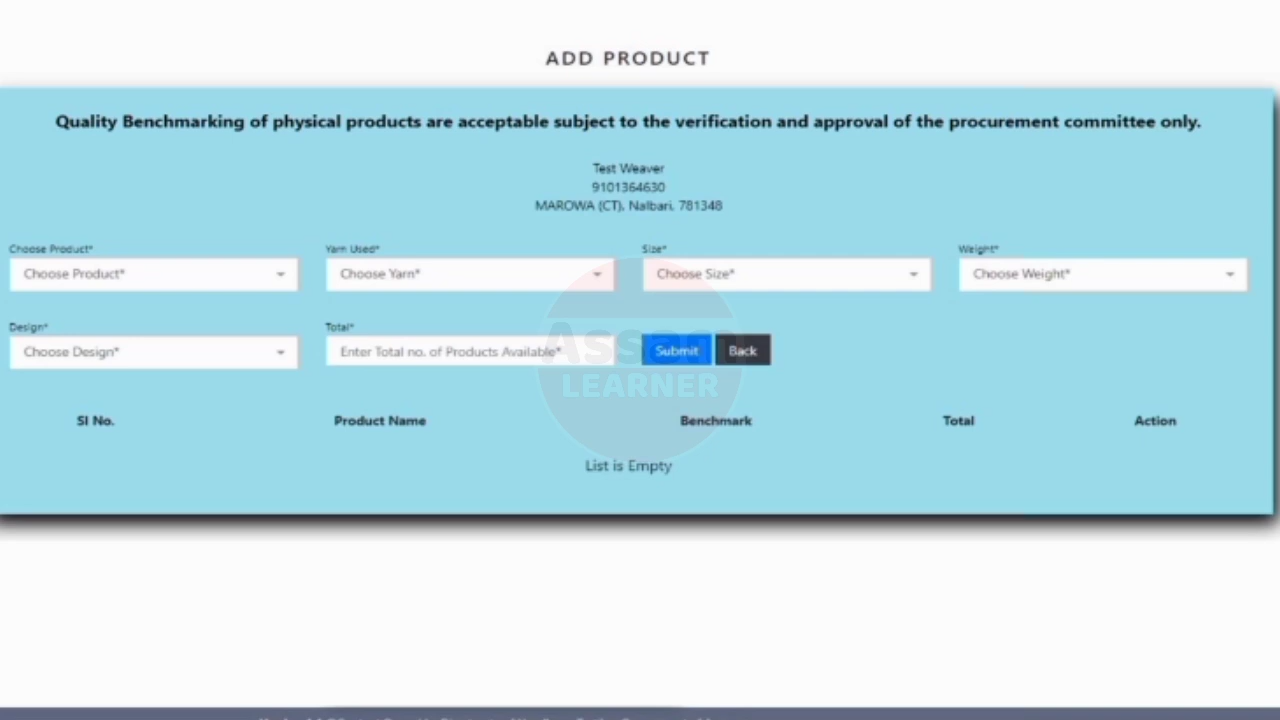 ADD PRODUCT
Quality Benchmarking of physical products are acceptable subject to the verification and approval of the procurement committee only.
Test Weaver
9101364630
MAROWA (CT), Nalbari, 781348
Choose Product* Yarn Used* Size* Weight*
Choose Product* Choose Yarn* Choose Size* Choose Weight*
Design* Total*
Choose Design* Enter Total no. of Products Available* Submit Back
Assam
LEARNER
Sl No. Product Name Benchmark Total Action
List is Empty